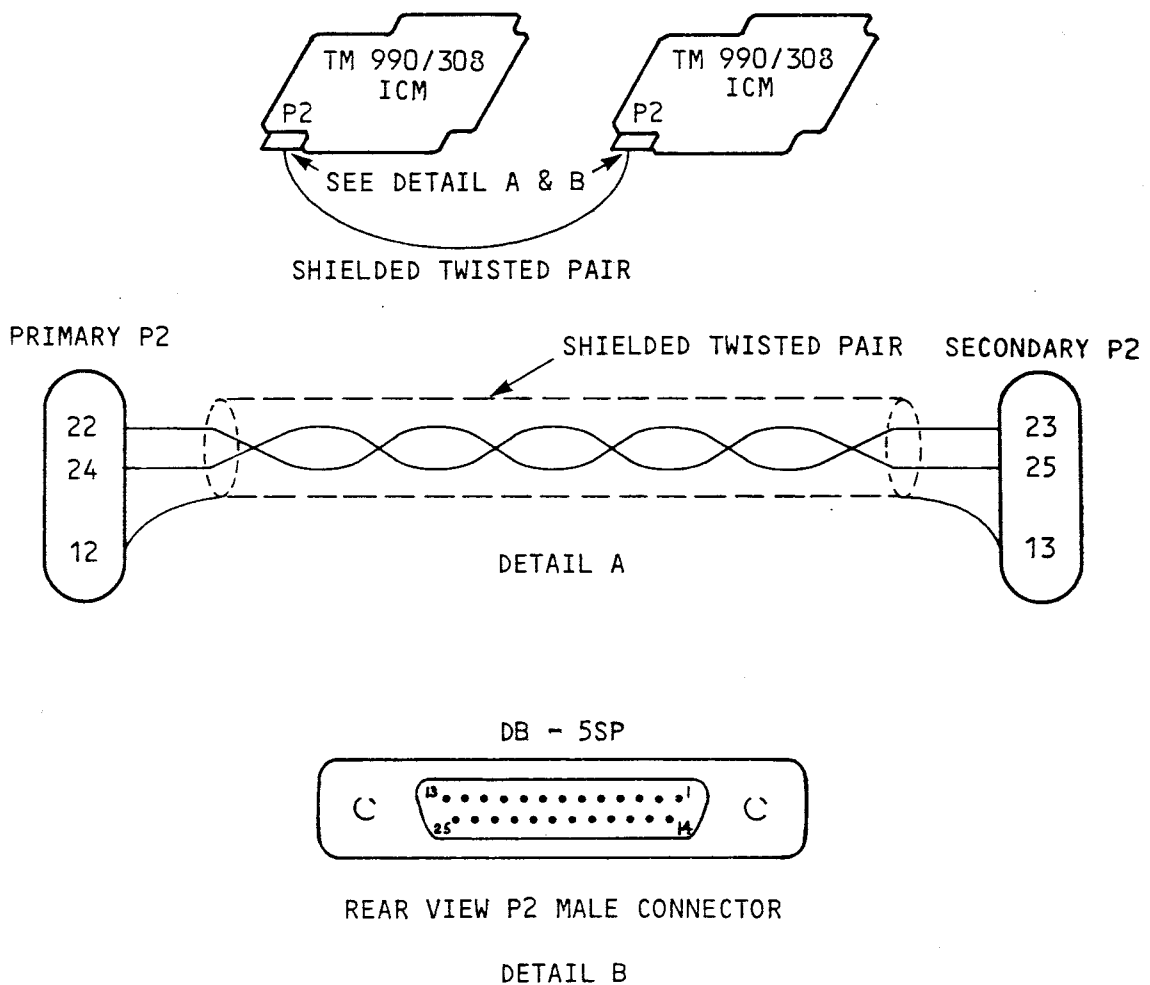 TM 990/308
ICM
P2
TM 990/308
ICM
P2
SEE DETAIL A & B
SHIELDED TWISTED PAIR
PRIMARY P2
SHIELDED TWISTED PAIR
SECONDARY P2
22
24
12
23
25
13
DETAIL A
DB - 5SP
13
1
25
14
REAR VIEW P2 MALE CONNECTOR
DETAIL B